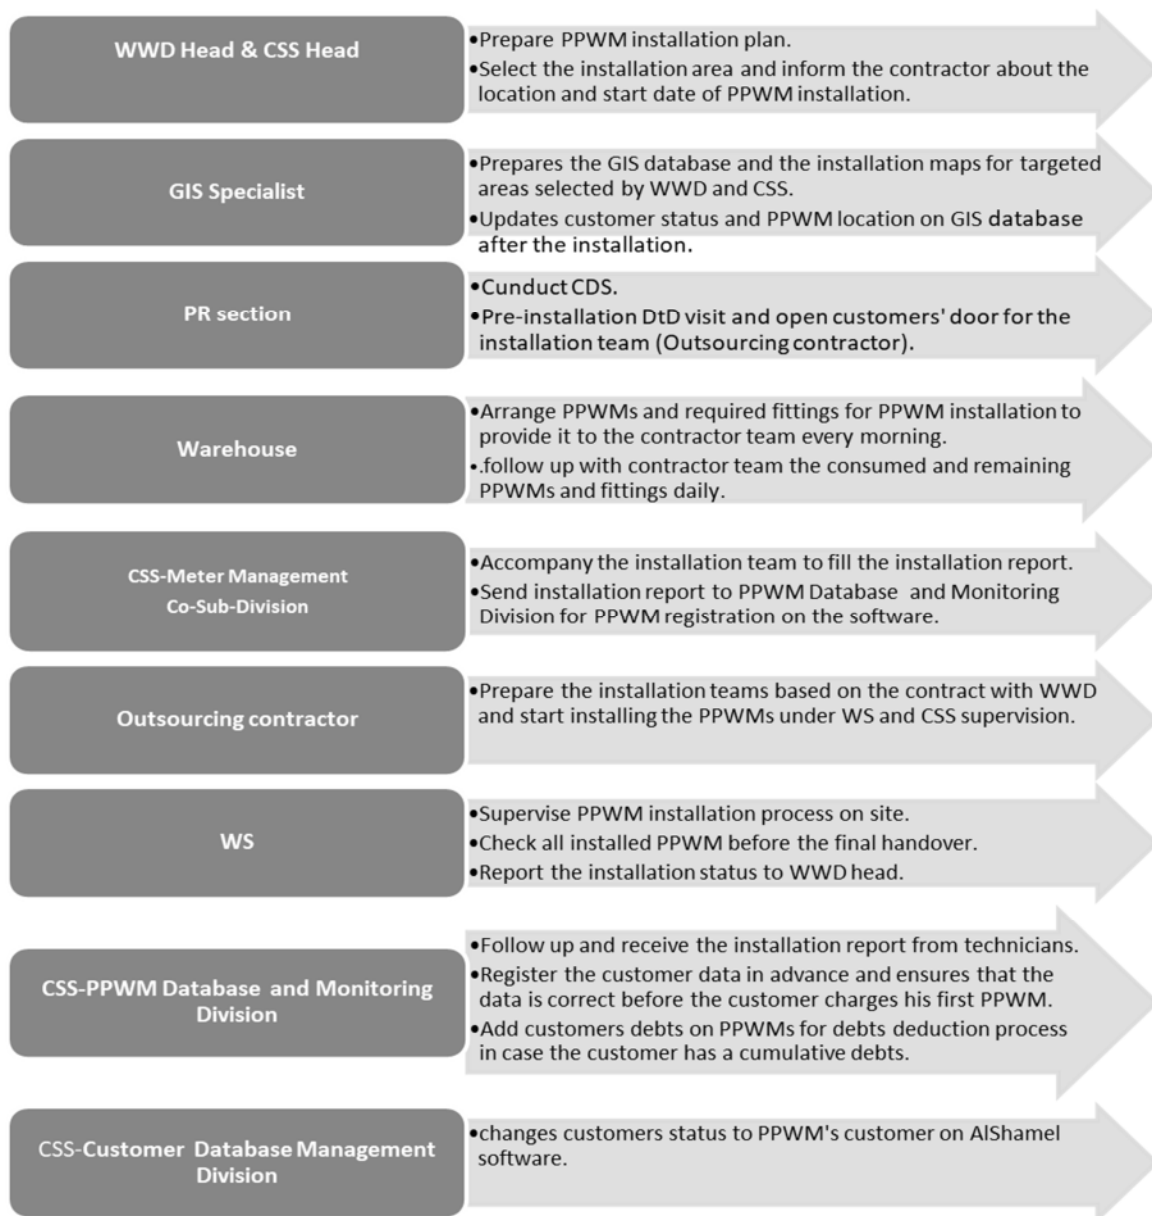 WWD Head & CSS Head
•Prepare PPWM installation plan.
•Select the installation area and inform the contractor about the
location and start date of PPWM installation.
GIS Specialist
•Prepares the GIS database and the installation maps for targeted
areas selected by WWD and CSS.
•Updates customer status and PPWM location on GIS database
after the installation.
PR section
•Cunduct CDS.
•Pre-installation DtD visit and open customers' door for the
installation team (Outsourcing contractor).
Warehouse
•Arrange PPWMs and required fittings for PPWM installation to
provide it to the contractor team every morning.
•.follow up with contractor team the consumed and remaining
PPWMs and fittings daily.
CSS-Meter Management
Co-Sub-Division
•Accompany the installation team to fill the installation report.
•Send installation report to PPWM Database and Monitoring
Division for PPWM registration on the software.
Outsourcing contractor
•Prepare the installation teams based on the contract with WWD
and start installing the PPWMs under WS and CSS supervision.
WS
•Supervise PPWM installation process on site.
•Check all installed PPWM before the final handover.
•Report the installation status to WWD head.
CSS-PPWM Database and Monitoring
Division
•Follow up and receive the installation report from technicians.
•Register the customer data in advance and ensures that the
data is correct before the customer charges his first PPWM.
•Add customers debts on PPWMs for debts deduction process
in case the customer has a cumulative debts.
CSS-Customer Database Management
Division
•changes customers status to PPWM's customer on AlShamel
software.